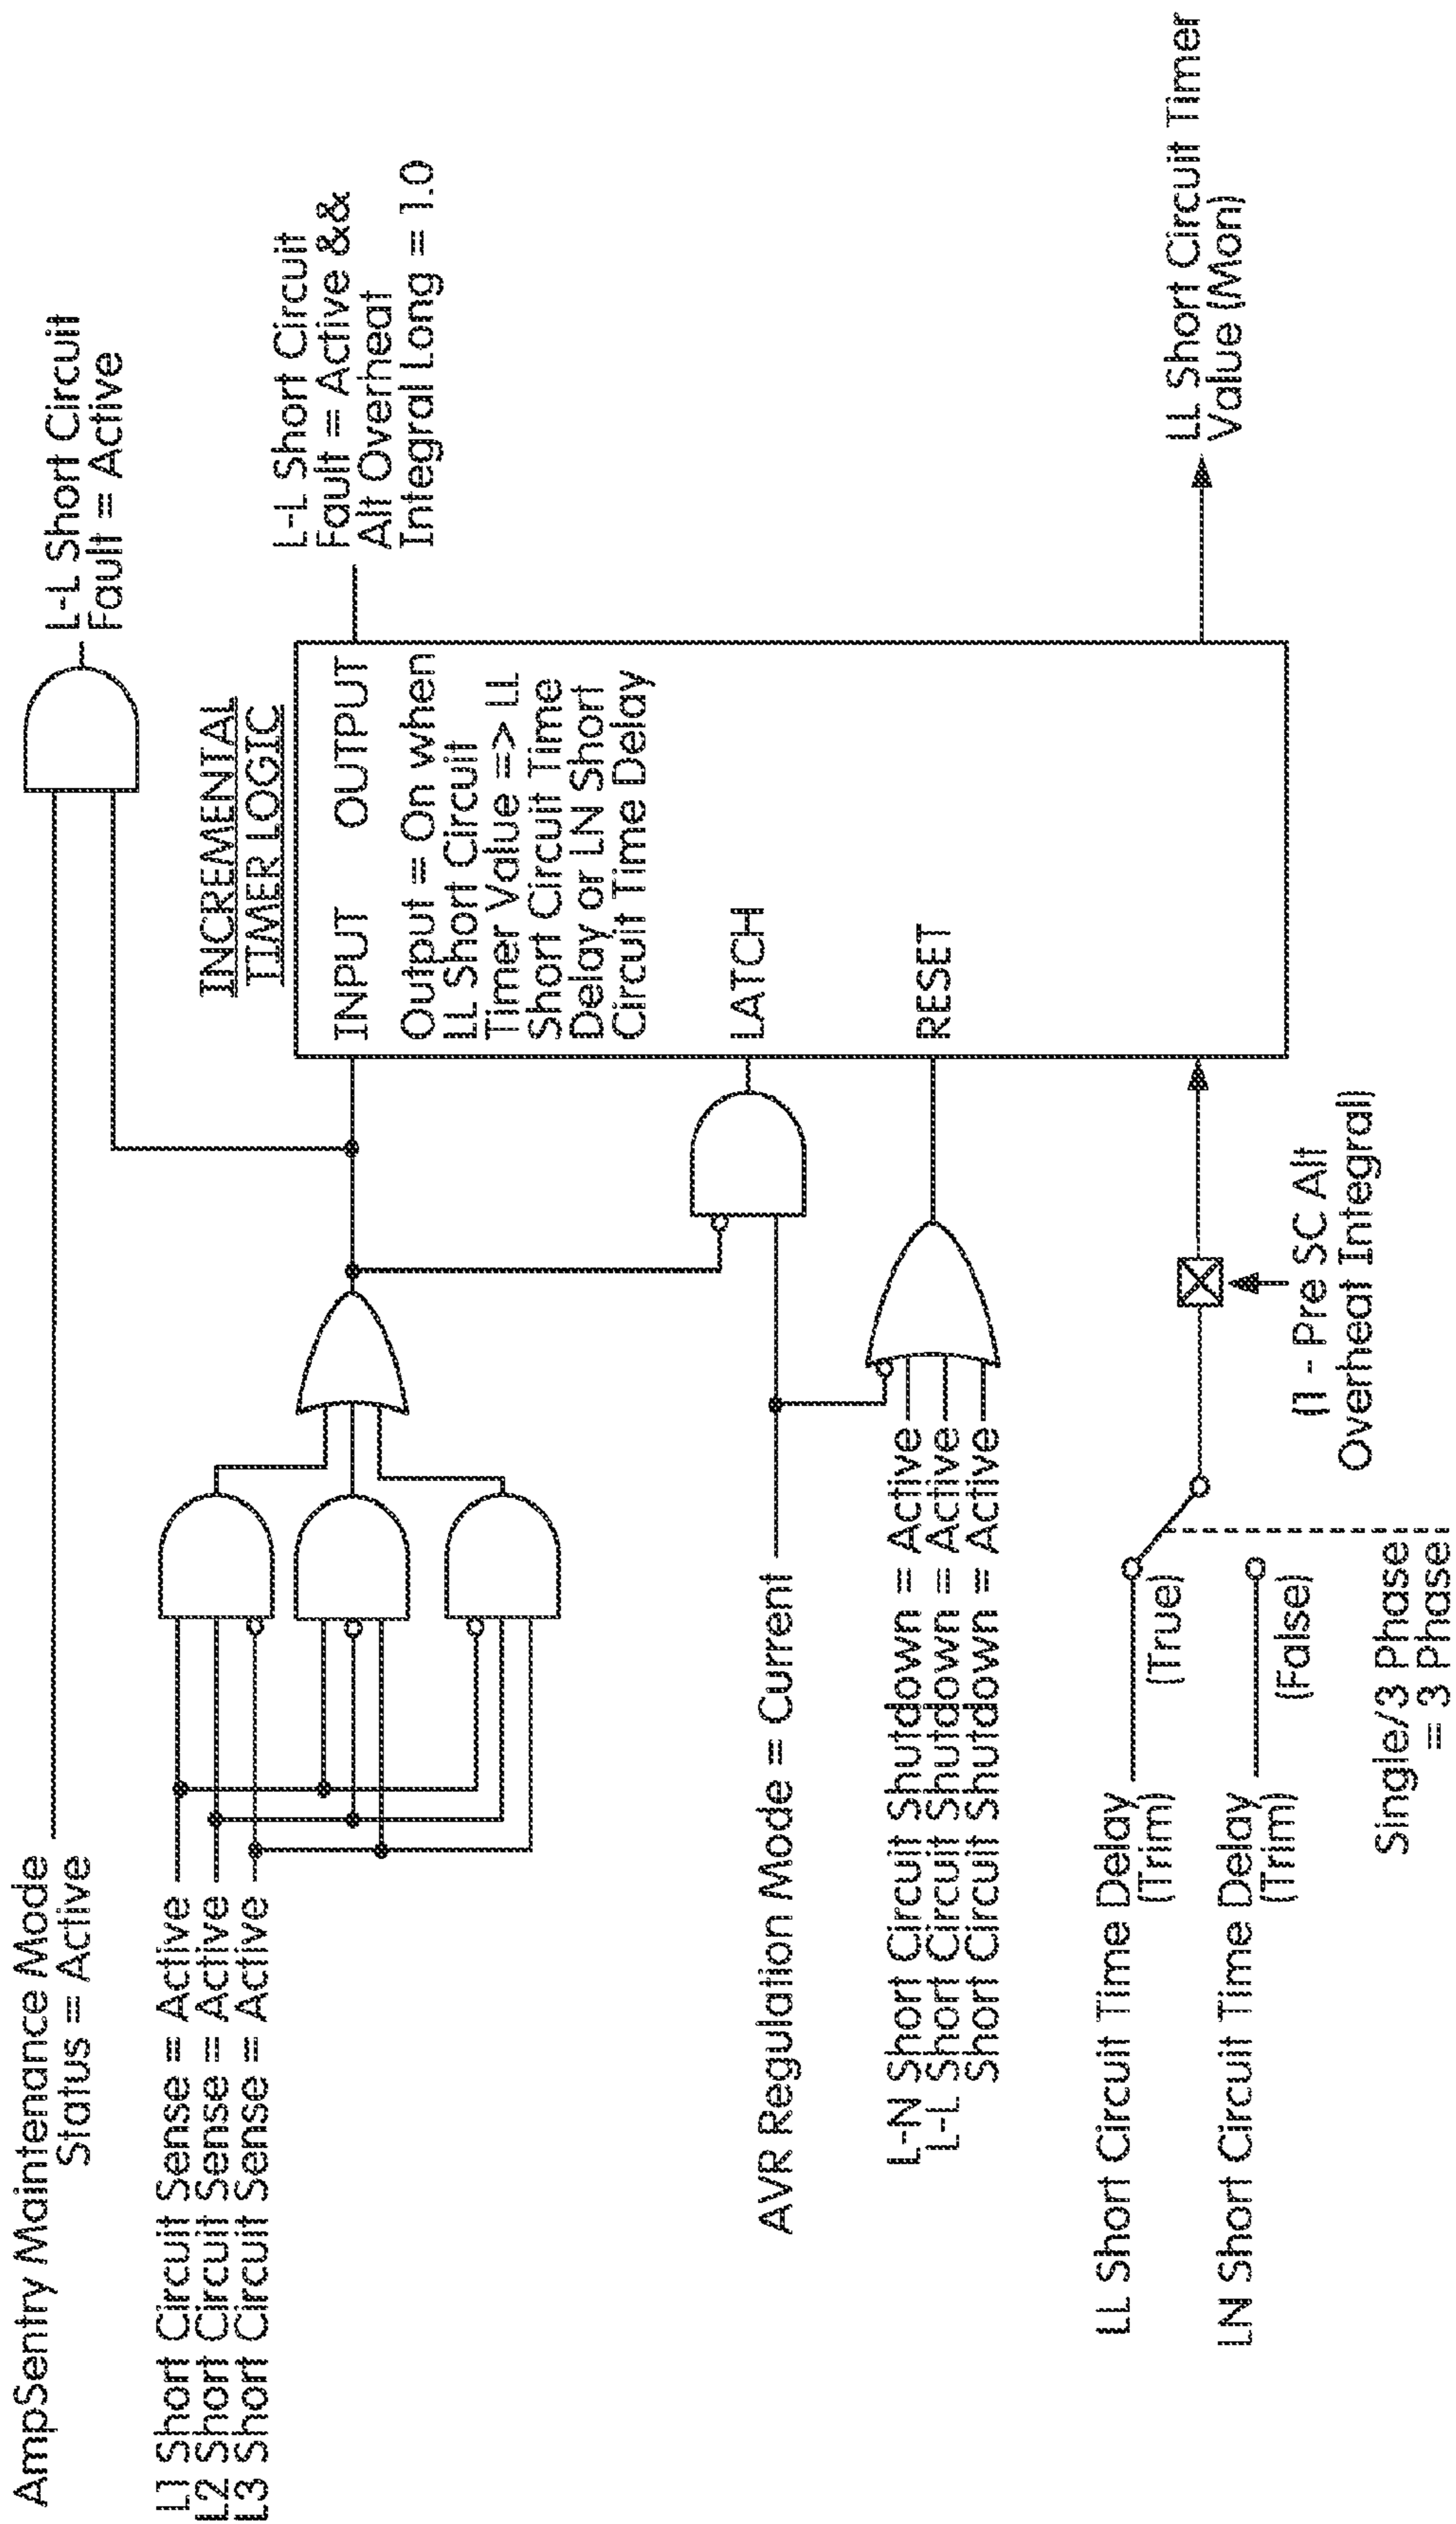 AmpSentry Maintenance Mode
Status = Active
L-L Short Circuit
Fault = Active
L1 Short Circuit Sense = Active
L2 Short Circuit Sense = Active
L3 Short Circuit Sense = Active
INCREMENTAL
TIMER LOGIC
INPUT OUTPUT
Output = On when
LL Short Circuit
Timer Value => LL
Short Circuit Time
Delay or LN Short
Circuit Time Delay
L-L Short Circuit
Fault = Active &&
Alt Overheat
Integral Long = 1.0
LATCH
AVR Regulation Mode = Current
RESET
L-N Short Circuit Shutdown = Active
L-L Short Circuit Shutdown = Active
Short Circuit Shutdown = Active
LL Short Circuit Time Delay
(Trim)
(True)
LN Short Circuit Time Delay
(Trim)
(False)
Single/3 Phase
= 3 Phase
(1 - Pre SC Alt
Overheat Integral)
LL Short Circuit Timer
Value (Mon)